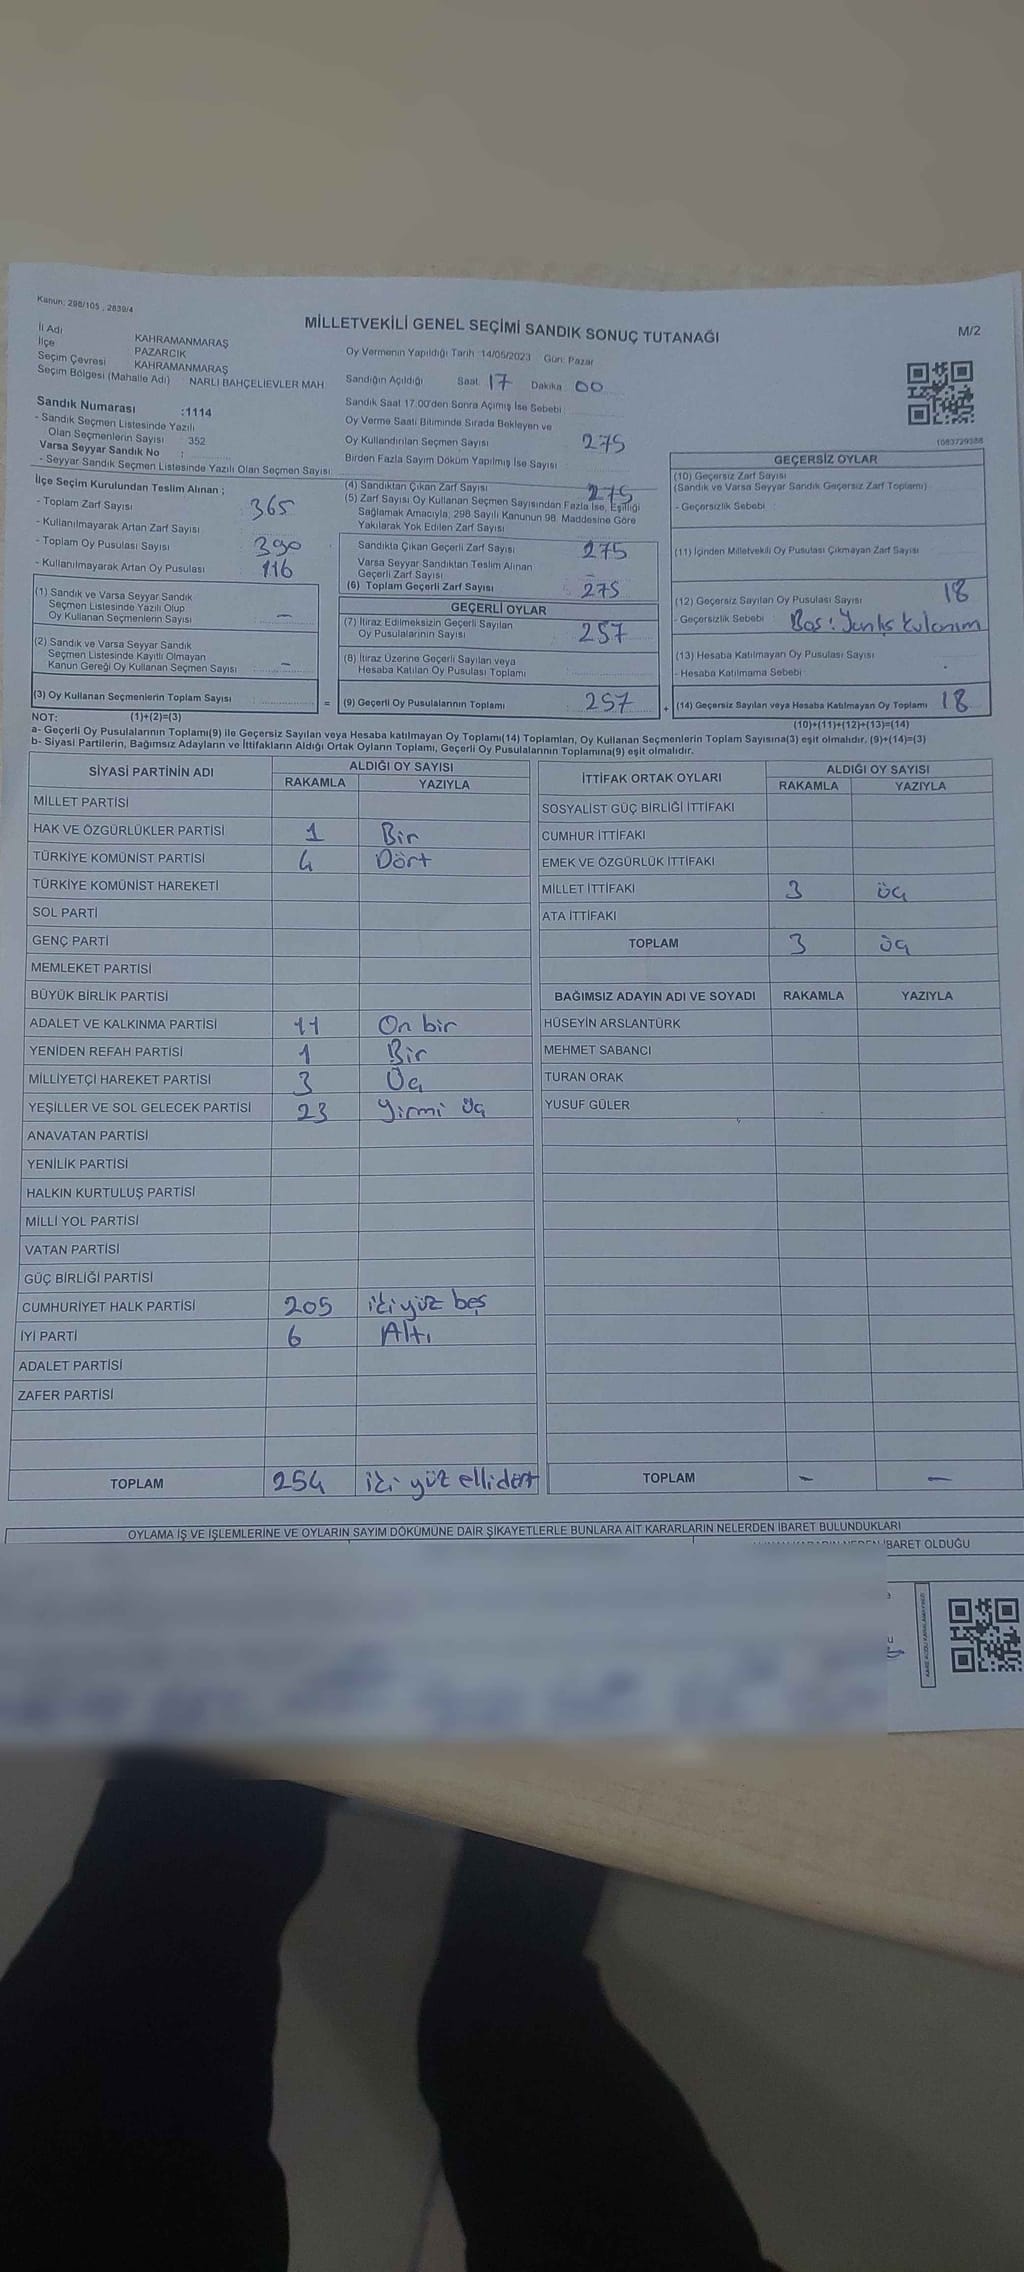 Kanun: 298/105 , 2839/4
MİLLETVEKİLİ GENEL SEÇİMİ SANDIK SONUÇ TUTANAĞI
M/2
İl Adı KAHRAMANMARAŞ
İlçe PAZARCIK
Seçim Çevresi KAHRAMANMARAŞ
Seçim Bölgesi (Mahalle Adı) NARLI BAHÇELİEVLER MAH
Oy Vermenin Yapıldığı Tarih :14/05/2023 Gün: Pazar
Sandığın Açıldığı Saat 17 Dakika 00
Sandık Saat 17:00'den Sonra Açılmış İse Sebebi
Oy Verme Saati Bitiminde Sırada Bekleyen ve
Oy Kullandırılan Seçmen Sayısı 275
Birden Fazla Sayım Döküm Yapılmış İse Sayısı
1083729388
Sandık Numarası :1114
- Sandık Seçmen Listesinde Yazılı
Olan Seçmenlerin Sayısı : 352
Varsa Seyyar Sandık No :
- Seyyar Sandık Seçmen Listesinde Yazılı Olan Seçmen Sayısı:
İlçe Seçim Kurulundan Teslim Alınan ;
- Toplam Zarf Sayısı 365
- Kullanılmayarak Artan Zarf Sayısı
- Toplam Oy Pusulası Sayısı 390
- Kullanılmayarak Artan Oy Pusulası 116
(1) Sandık ve Varsa Seyyar Sandık
Seçmen Listesinde Yazılı Olup
Oy Kullanan Seçmenlerin Sayısı —
(2) Sandık ve Varsa Seyyar Sandık
Seçmen Listesinde Kayıtlı Olmayan
Kanun Gereği Oy Kullanan Seçmen Sayısı —
(3) Oy Kullanan Seçmenlerin Toplam Sayısı
(4) Sandıktan Çıkan Zarf Sayısı 275
(5) Zarf Sayısı Oy Kullanan Seçmen Sayısından Fazla İse, Eşitliği
Sağlamak Amacıyla, 298 Sayılı Kanunun 98. Maddesine Göre
Yakılarak Yok Edilen Zarf Sayısı
Sandıkta Çıkan Geçerli Zarf Sayısı 275
Varsa Seyyar Sandıktan Teslim Alınan
Geçerli Zarf Sayısı —
(6) Toplam Geçerli Zarf Sayısı 275
GEÇERLİ OYLAR
(7) İtiraz Edilmeksizin Geçerli Sayılan
Oy Pusulalarının Sayısı 257
(8) İtiraz Üzerine Geçerli Sayılan veya
Hesaba Katılan Oy Pusulası Toplamı
= (9) Geçerli Oy Pusulalarının Toplamı 257
GEÇERSİZ OYLAR
(10) Geçersiz Zarf Sayısı
(Sandık ve Varsa Seyyar Sandık Geçersiz Zarf Toplamı)
- Geçersizlik Sebebi :
(11) İçinden Milletvekili Oy Pusulası Çıkmayan Zarf Sayısı
(12) Geçersiz Sayılan Oy Pusulası Sayısı 18
- Geçersizlik Sebebi : Boş: Yanlış kulanım
(13) Hesaba Katılmayan Oy Pusulası Sayısı
- Hesaba Katılmama Sebebi
+ (14) Geçersiz Sayılan veya Hesaba Katılmayan Oy Toplamı 18
NOT: (1)+(2)=(3)
(10)+(11)+(12)+(13)=(14)
a- Geçerli Oy Pusulalarının Toplamı(9) ile Geçersiz Sayılan veya Hesaba katılmayan Oy Toplamı(14) Toplamları, Oy Kullanan Seçmenlerin Toplam Sayısına(3) eşit olmalıdır. (9)+(14)=(3)
b- Siyasi Partilerin, Bağımsız Adayların ve İttifakların Aldığı Ortak Oyların Toplamı, Geçerli Oy Pusulalarının Toplamına(9) eşit olmalıdır.
SİYASİ PARTİNİN ADI ALDIĞI OY SAYISI
RAKAMLA YAZIYLA
MİLLET PARTİSİ
HAK VE ÖZGÜRLÜKLER PARTİSİ 1 Bir
TÜRKİYE KOMÜNİST PARTİSİ 4 Dört
TÜRKİYE KOMÜNİST HAREKETİ
SOL PARTİ
GENÇ PARTİ
MEMLEKET PARTİSİ
BÜYÜK BİRLİK PARTİSİ
ADALET VE KALKINMA PARTİSİ 11 On bir
YENİDEN REFAH PARTİSİ 1 Bir
MİLLİYETÇİ HAREKET PARTİSİ 3 Üç
YEŞİLLER VE SOL GELECEK PARTİSİ 23 Yirmi üç
ANAVATAN PARTİSİ
YENİLİK PARTİSİ
HALKIN KURTULUŞ PARTİSİ
MİLLİ YOL PARTİSİ
VATAN PARTİSİ
GÜÇ BİRLİĞİ PARTİSİ
CUMHURİYET HALK PARTİSİ 205 iki yüz beş
İYİ PARTİ 6 Altı
ADALET PARTİSİ
ZAFER PARTİSİ
TOPLAM 254 iki yüz ellidört
İTTİFAK ORTAK OYLARI ALDIĞI OY SAYISI
RAKAMLA YAZIYLA
SOSYALİST GÜÇ BİRLİĞİ İTTİFAKI
CUMHUR İTTİFAKI
EMEK VE ÖZGÜRLÜK İTTİFAKI
MİLLET İTTİFAKI 3 üç
ATA İTTİFAKI
TOPLAM 3 üç
BAĞIMSIZ ADAYIN ADI VE SOYADI RAKAMLA YAZIYLA
HÜSEYİN ARSLANTÜRK
MEHMET SABANCI
TURAN ORAK
YUSUF GÜLER
TOPLAM — —
OYLAMA İŞ VE İŞLEMLERİNE VE OYLARIN SAYIM DÖKÜMÜNE DAİR ŞİKAYETLERLE BUNLARA AİT KARARLARIN NELERDEN İBARET BULUNDUKLARI
İBARET OLDUĞU